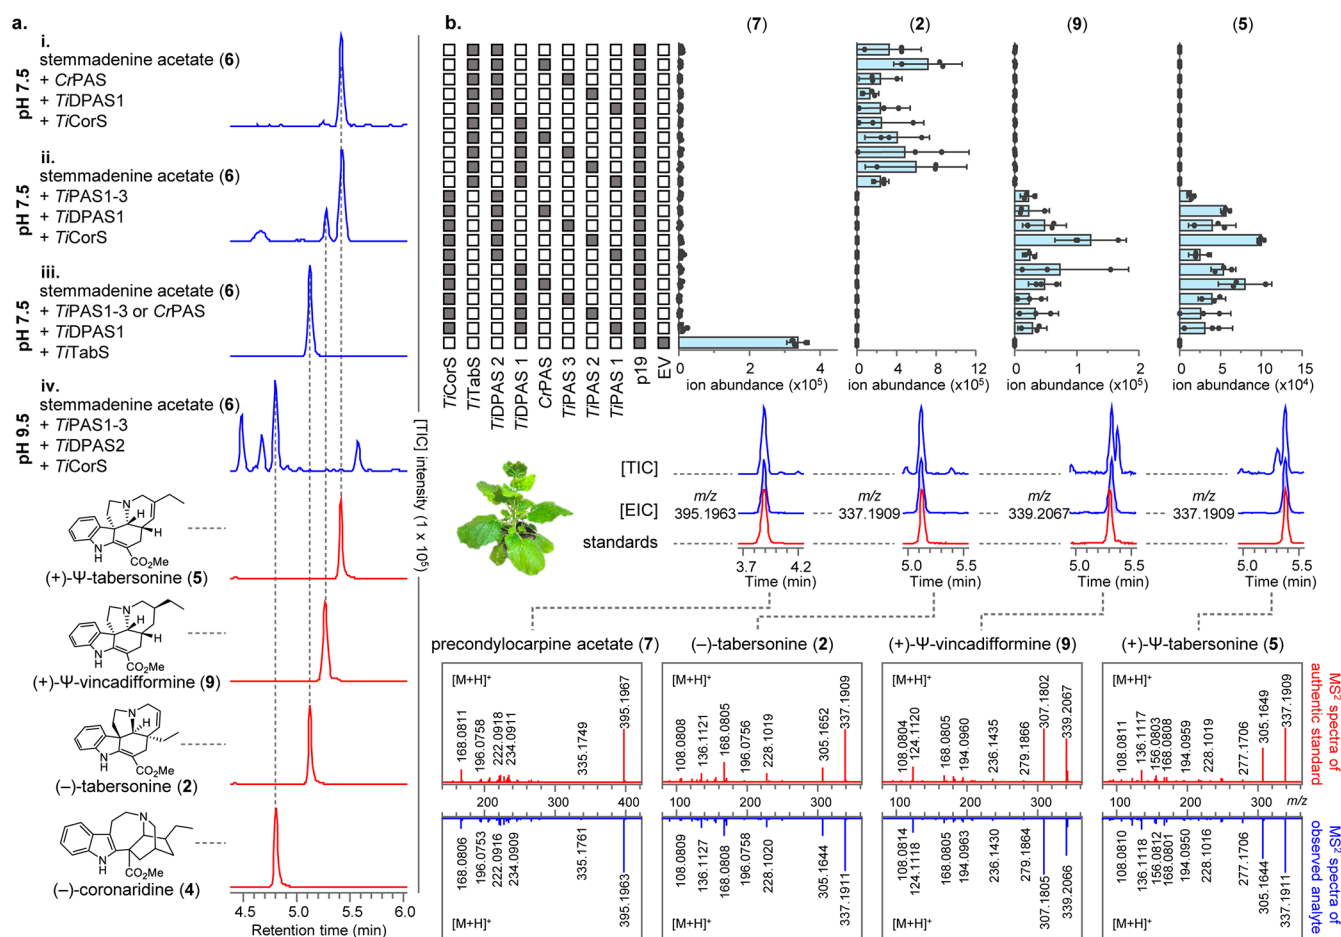 a.
i.
stemmadenine acetate (6)
+ CrPAS
+ TiDPAS1
+ TiCorS
pH 7.5
ii.
stemmadenine acetate (6)
+ TiPAS1-3
+ TiDPAS1
+ TiCorS
pH 7.5
iii.
stemmadenine acetate (6)
+ TiPAS1-3 or CrPAS
+ TiDPAS1
+ TiTabS
pH 7.5
iv.
stemmadenine acetate (6)
+ TiPAS1-3
+ TiDPAS2
+ TiCorS
pH 9.5
[TIC] intensity (1 × 10⁵)
N
H
H
N
H
CO₂Me
(+)-Ψ-tabersonine (5)
N
H
H
N
H
CO₂Me
(+)-Ψ-vincadifformine (9)
N
H
N
H
CO₂Me
(–)-tabersonine (2)
N
N
H
CO₂Me
(–)-coronaridine (4)
4.5 5.0 5.5 6.0
Retention time (min)
b.
(7) (2) (9) (5)
TiCorS
TiTabS
TiDPAS 2
TiDPAS 1
CrPAS
TiPAS 3
TiPAS 2
TiPAS 1
p19
EV
0 2 4
ion abundance (x10⁵)
0 4 8 12
ion abundance (x10⁵)
0 1 2
ion abundance (x10⁵)
0 5 10 15
ion abundance (x10⁴)
[TIC]
[EIC]
standards
m/z
395.1963
m/z
337.1909
m/z
339.2067
m/z
337.1909
3.7 4.2
Time (min)
5.0 5.5
Time (min)
5.0 5.5
Time (min)
5.0 5.5
Time (min)
precondylocarpine acetate (7)
[M+H]⁺
168.0811
196.0758
222.0918
234.0911
335.1749
395.1967
200 300 400
168.0806
196.0753
222.0916
234.0909
335.1761
395.1963
[M+H]⁺
(–)-tabersonine (2)
[M+H]⁺
108.0808
136.1121
168.0805
196.0756
228.1019
305.1652
337.1909
100 200 300
108.0809
136.1127
168.0808
196.0758
228.1020
305.1644
337.1911
[M+H]⁺
(+)-Ψ-vincadifformine (9)
[M+H]⁺
108.0804
124.1120
168.0805
194.0960
236.1435
279.1866
307.1802
339.2067
100 200 300
108.0814
124.1118
168.0805
194.0963
236.1430
279.1864
307.1805
339.2066
[M+H]⁺
(+)-Ψ-tabersonine (5)
[M+H]⁺
108.0811
136.1117
156.0803
168.0808
194.0959
228.1019
277.1706
305.1649
337.1909
100 200 300 m/z
108.0810
136.1118
156.0812
168.0801
194.0950
228.1016
277.1706
305.1644
337.1911
[M+H]⁺
MS² spectra of
authentic standard
MS² spectra of
observed analyte